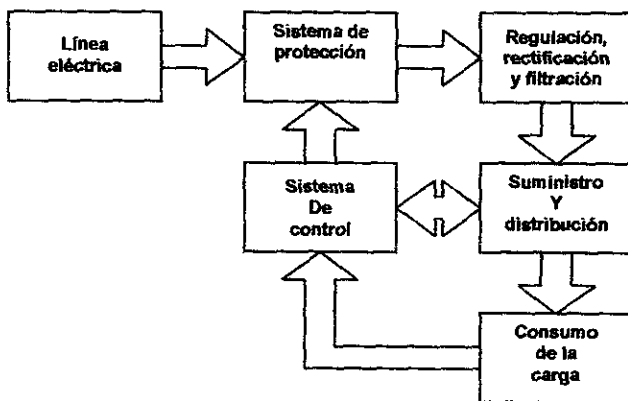 Línea
eléctrica
Sistema de
protección
Regulación,
rectificación
y filtración
Sistema
De
control
Suministro
Y
distribución
Consumo
de la
carga